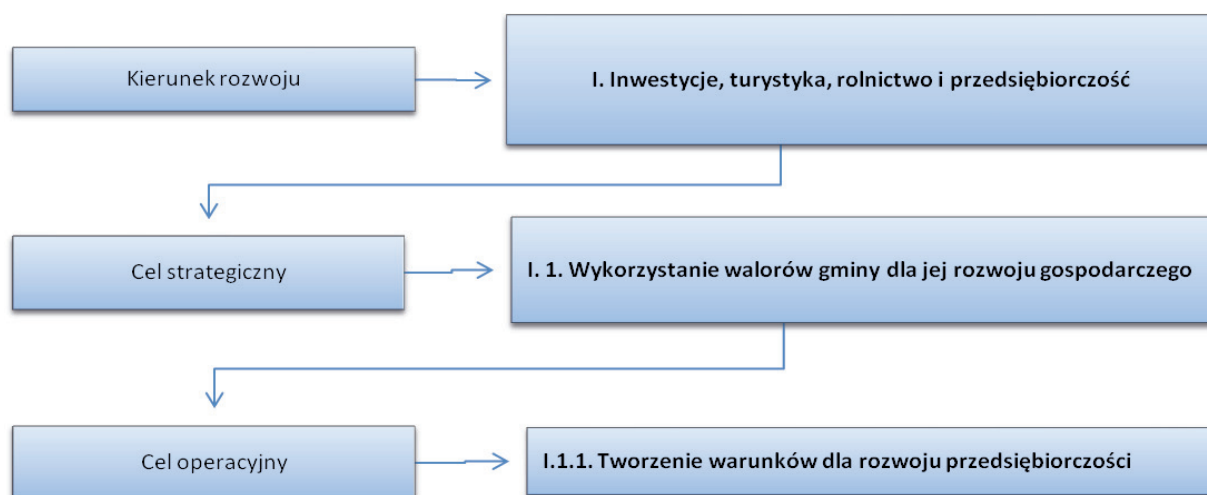 Kierunek rozwoju
I. Inwestycje, turystyka, rolnictwo i przedsiębiorczość
Cel strategiczny
I. 1. Wykorzystanie walorów gminy dla jej rozwoju gospodarczego
Cel operacyjny
I.1.1. Tworzenie warunków dla rozwoju przedsiębiorczości